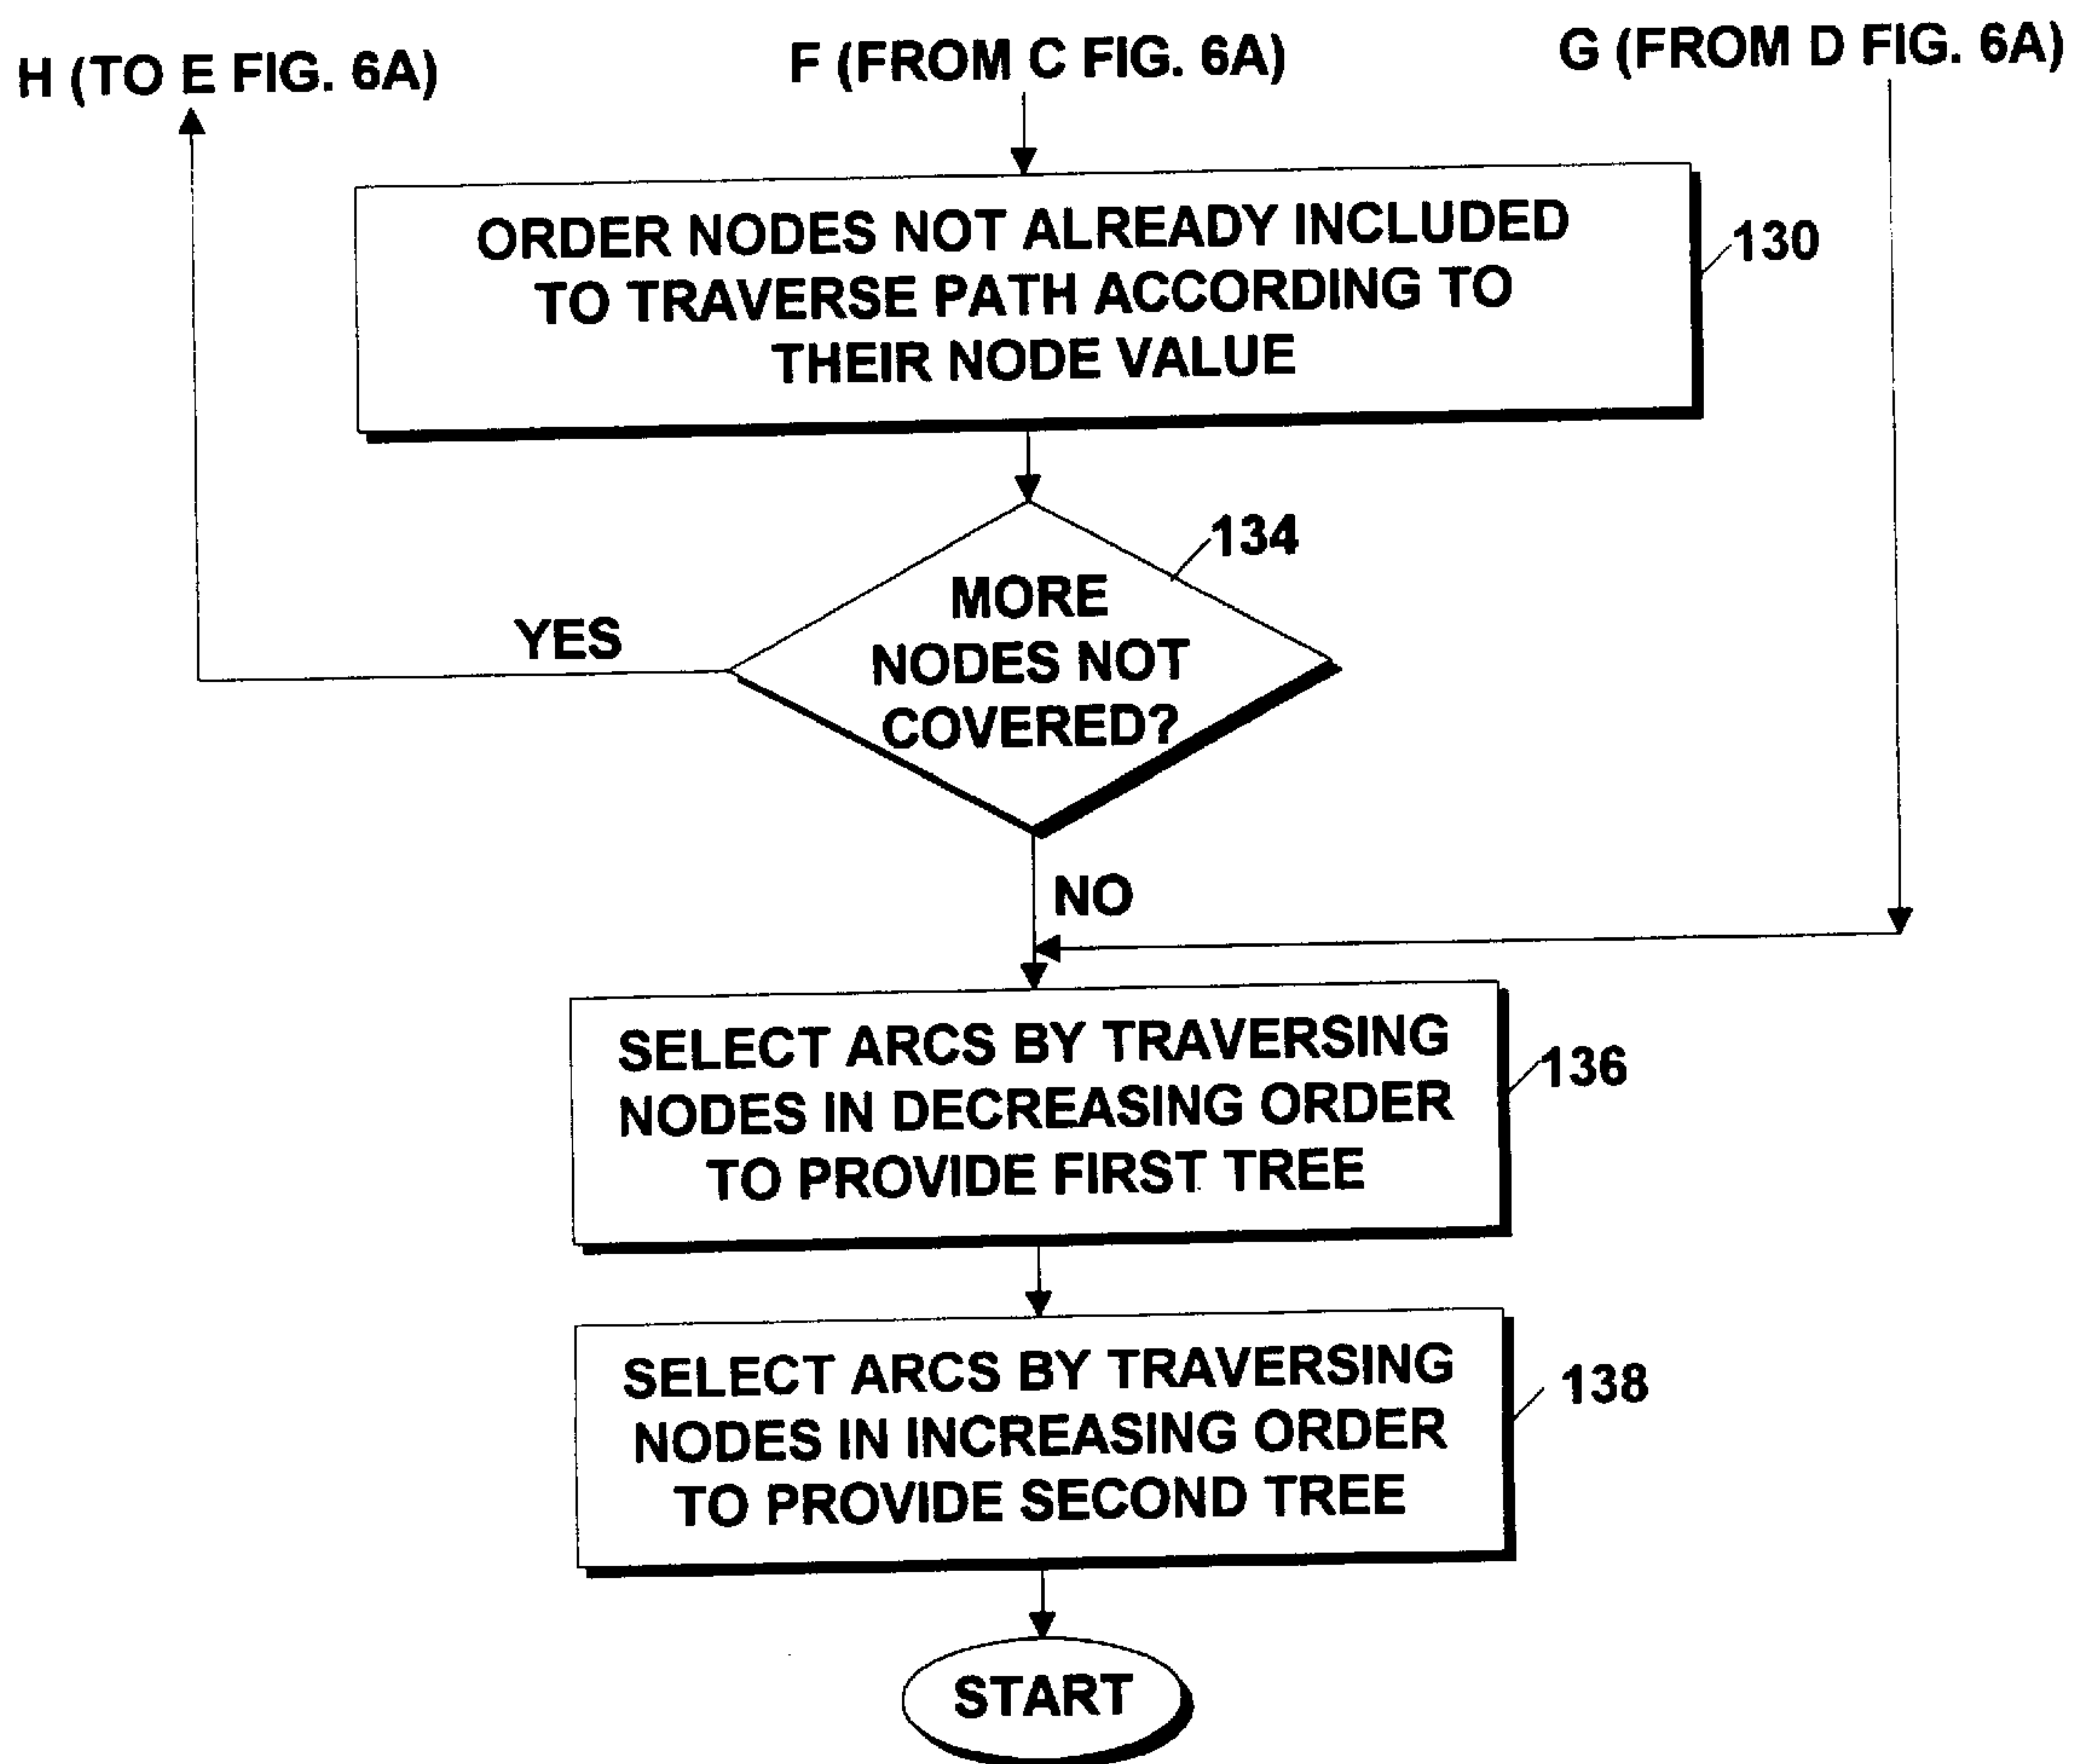 H (TO E FIG. 6A)
F (FROM C FIG. 6A)
G (FROM D FIG. 6A)
ORDER NODES NOT ALREADY INCLUDED
TO TRAVERSE PATH ACCORDING TO
THEIR NODE VALUE
130
134
MORE
NODES NOT
COVERED?
YES
NO
SELECT ARCS BY TRAVERSING
NODES IN DECREASING ORDER
TO PROVIDE FIRST TREE
136
SELECT ARCS BY TRAVERSING
NODES IN INCREASING ORDER
TO PROVIDE SECOND TREE
138
START